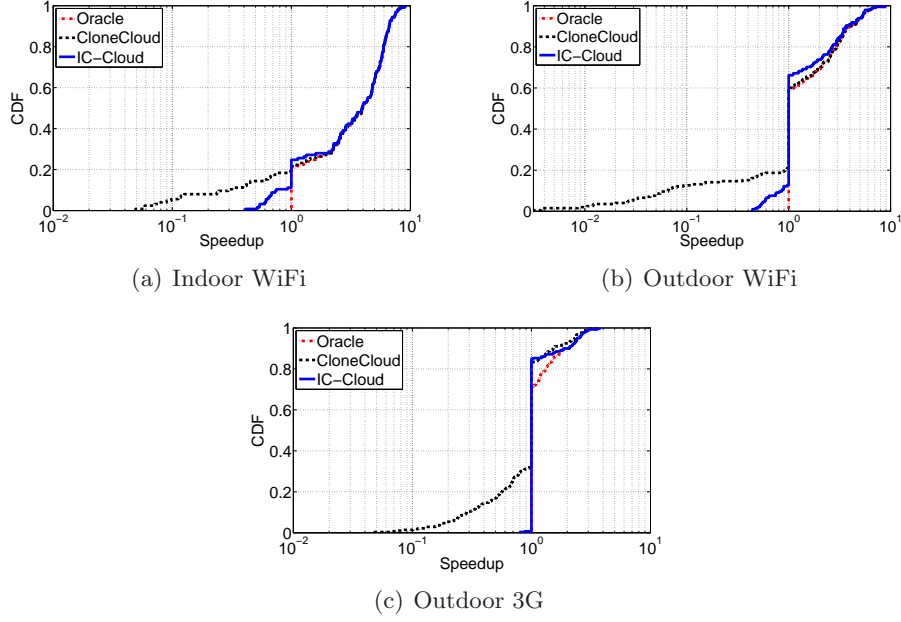 1
0.8
0.6
0.4
0.2
0
CDF
Oracle
CloneCloud
IC-Cloud
10^−2
10^−1
10^0
10^1
Speedup
(a) Indoor WiFi
1
0.8
0.6
0.4
0.2
0
CDF
Oracle
CloneCloud
IC-Cloud
10^−2
10^−1
10^0
10^1
Speedup
(b) Outdoor WiFi
1
0.8
0.6
0.4
0.2
0
CDF
Oracle
CloneCloud
IC-Cloud
10^−2
10^−1
10^0
10^1
Speedup
(c) Outdoor 3G